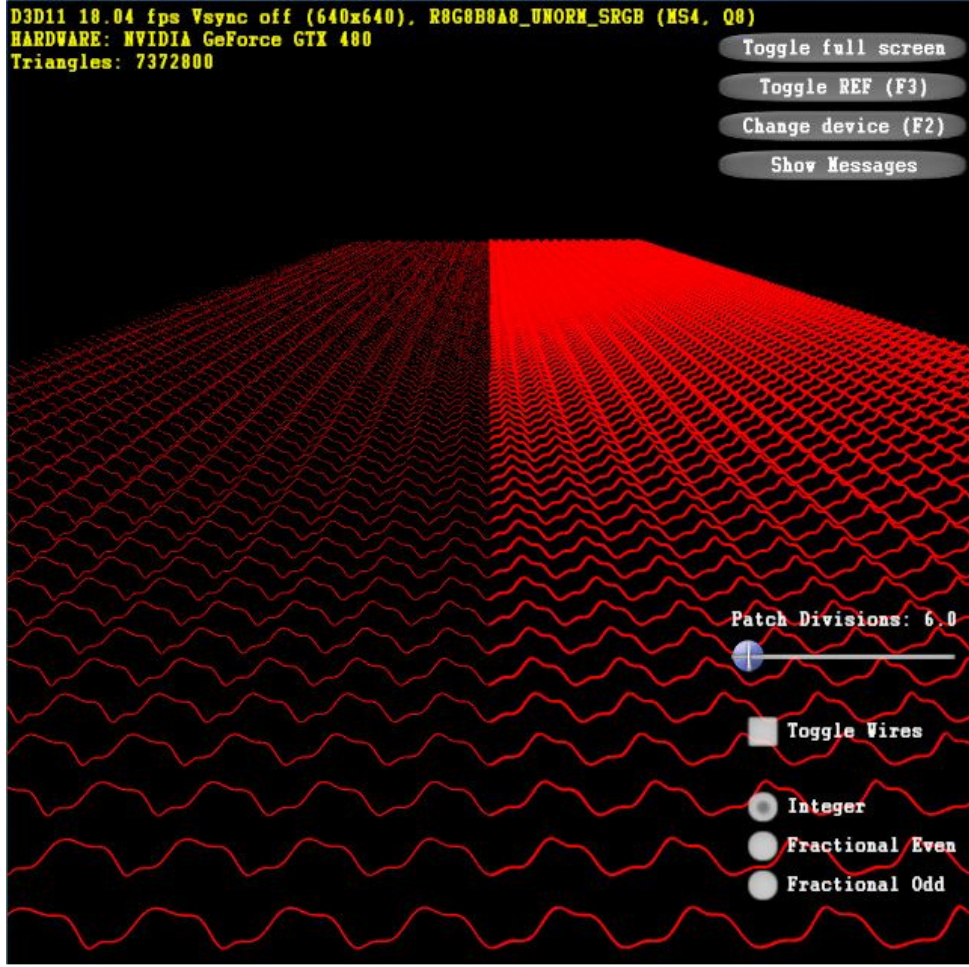 D3D11 18.04 fps Vsync off (640x640), R8G8B8A8_UNORM_SRGB (MS4, Q8)
HARDWARE: NVIDIA GeForce GTX 480
Triangles: 7372800
Toggle full screen
Toggle REF (F3)
Change device (F2)
Show Messages
Patch Divisions: 6.0
Toggle Wires
Integer
Fractional Even
Fractional Odd